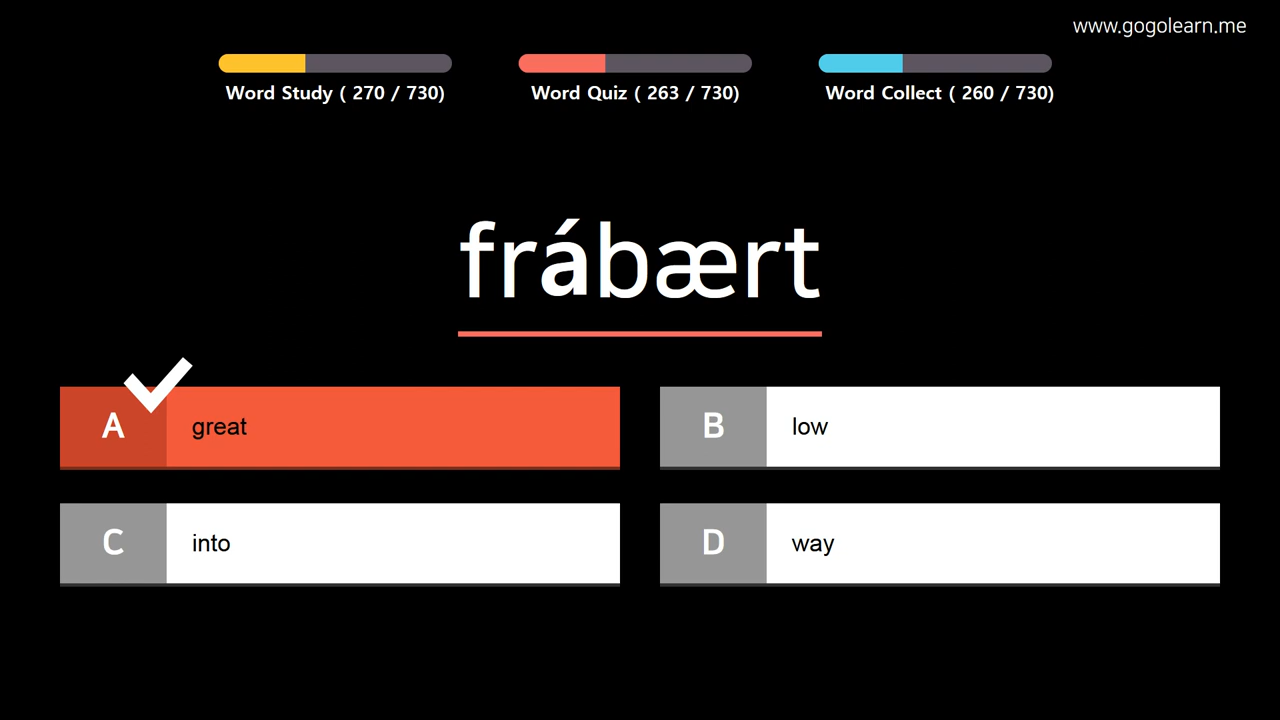 www.gogolearn.me
Word Study ( 270 / 730)
Word Quiz ( 263 / 730)
Word Collect ( 260 / 730)
frábært
A great
B low
C into
D way